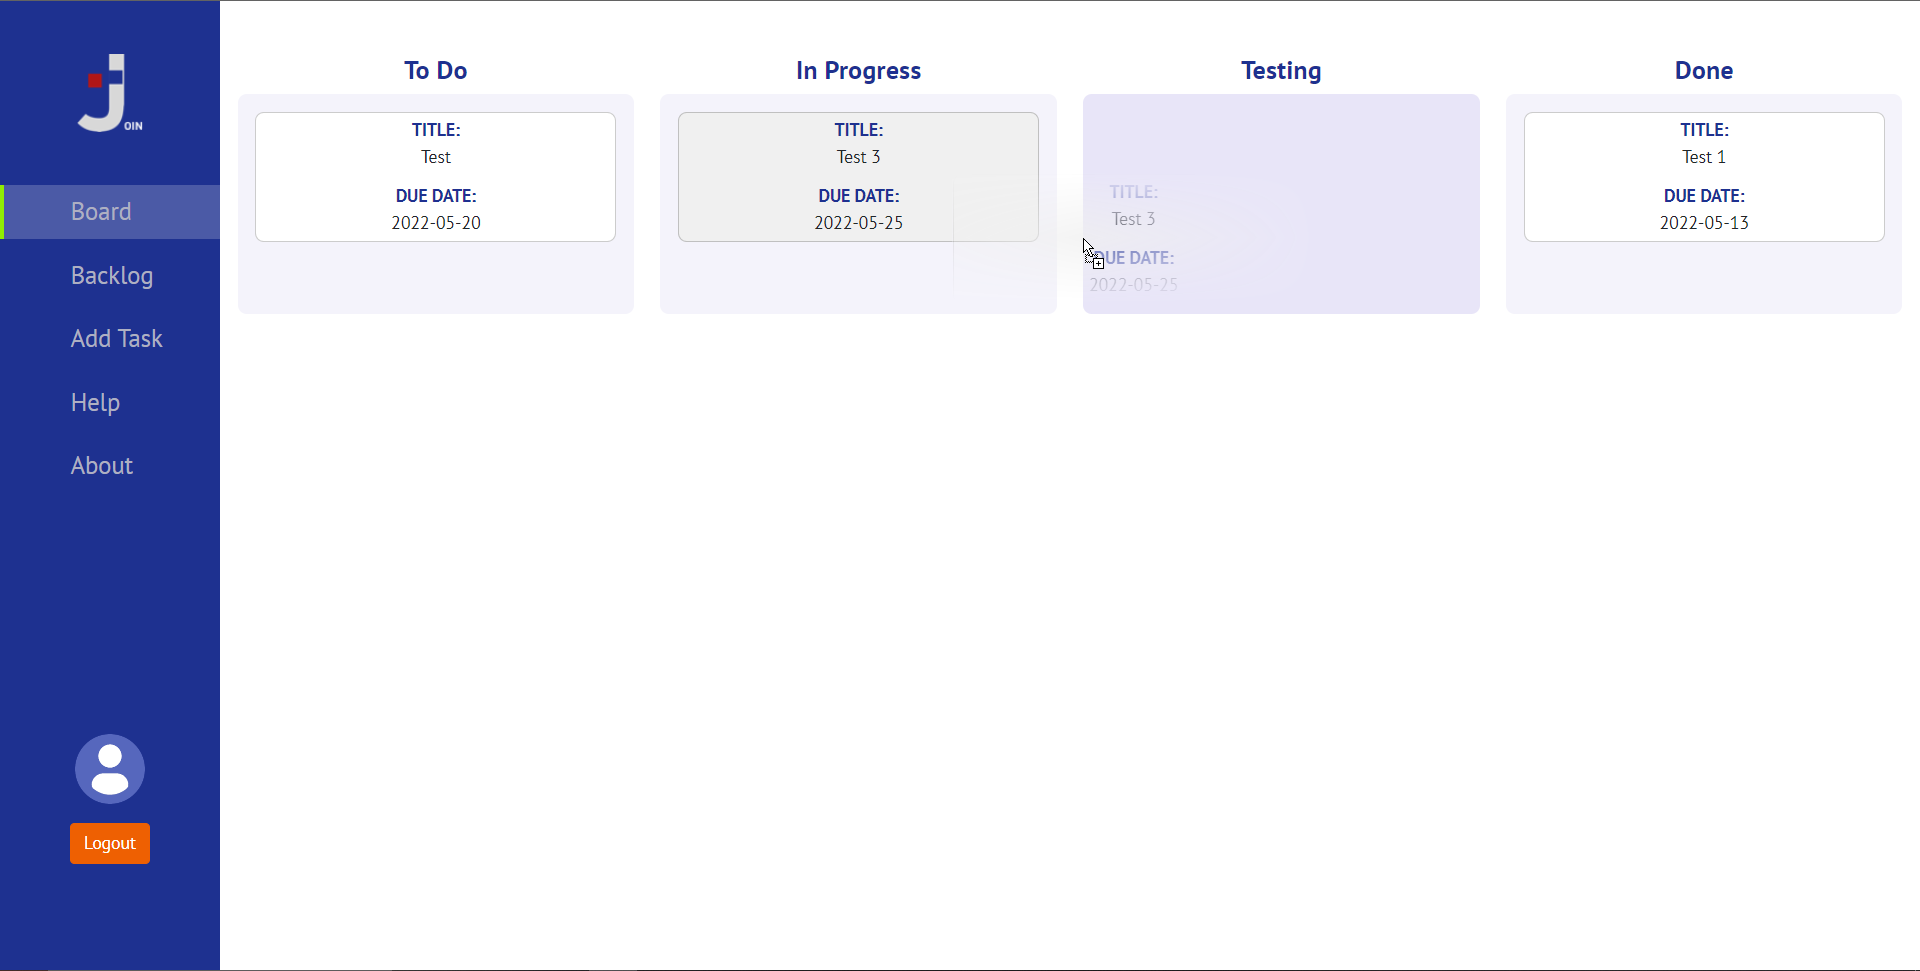 OIN
Board
Backlog
Add Task
Help
About
Logout
To Do
TITLE:
Test
DUE DATE:
2022-05-20
In Progress
TITLE:
Test 3
DUE DATE:
2022-05-25
Testing
TITLE:
Test 3
DUE DATE:
2022-05-25
Done
TITLE:
Test 1
DUE DATE:
2022-05-13